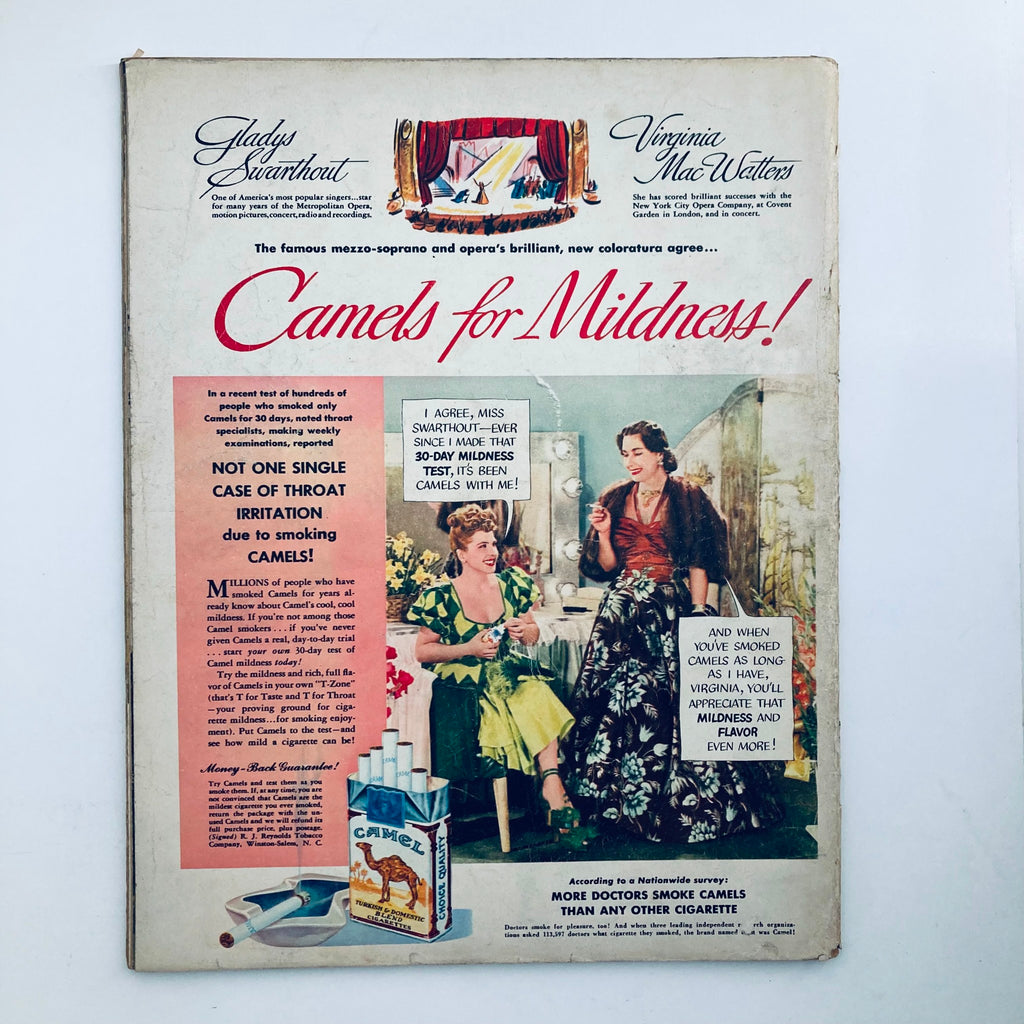 Gladys
Swarthout
One of America's most popular singers...star
for many years of the Metropolitan Opera,
motion pictures, concert, radio and recordings.
Virginia
MacWatters
She has scored brilliant successes with the
New York City Opera Company, at Covent
Garden in London, and in concert.
The famous mezzo-soprano and opera's brilliant, new coloratura agree...
Camels for Mildness!
In a recent test of hundreds of
people who smoked only
Camels for 30 days, noted throat
specialists, making weekly
examinations, reported
NOT ONE SINGLE
CASE OF THROAT
IRRITATION
due to smoking
CAMELS!
MILLIONS of people who have
smoked Camels for years al-
ready know about Camel's cool, cool
mildness. If you're not among those
Camel smokers...if you've never
given Camels a real, day-to-day trial
...start your own 30-day test of
Camel mildness today!
Try the mildness and rich, full fla-
vor of Camels in your own "T-Zone"
(that's T for Taste and T for Throat
—your proving ground for ciga-
rette mildness...for smoking enjoy-
ment). Put Camels to the test—and
see how mild a cigarette can be!
Money-Back Guarantee!
Try Camels and test them as you
smoke them. If, at any time, you are
not convinced that Camels are the
mildest cigarette you ever smoked,
return the package with the un-
used Camels and we will refund its
full purchase price, plus postage.
(Signed) R. J. Reynolds Tobacco
Company, Winston-Salem, N. C.
I AGREE, MISS
SWARTHOUT—EVER
SINCE I MADE THAT
30-DAY MILDNESS
TEST, IT'S BEEN
CAMELS WITH ME!
AND WHEN
YOU'VE SMOKED
CAMELS AS LONG
AS I HAVE,
VIRGINIA, YOU'LL
APPRECIATE THAT
MILDNESS AND
FLAVOR
EVEN MORE!
CAMEL
TURKISH & DOMESTIC
BLEND
CIGARETTES
CHOICE QUALITY
According to a Nationwide survey:
MORE DOCTORS SMOKE CAMELS
THAN ANY OTHER CIGARETTE
Doctors smoke for pleasure, too! And when three leading independent organiza-
tions asked 113,597 doctors what cigarette they smoked, the brand named was Camel!